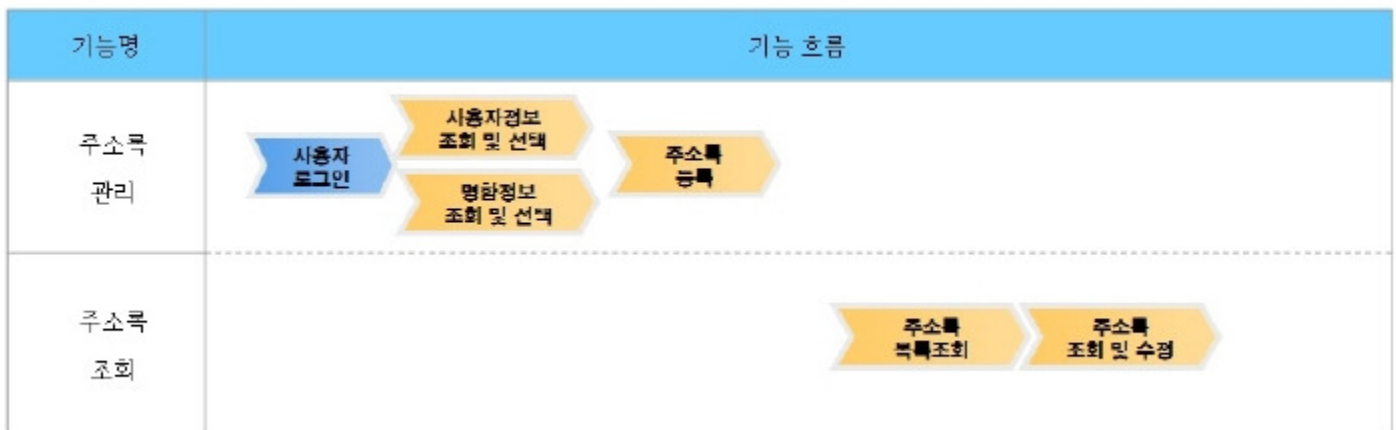 기능명
기능 흐름
주소록
관리
사용자
로그인
사용자정보
조회 및 선택
명함정보
조회 및 선택
주소록
등록
주소록
조회
주소록
목록조회
주소록
조회 및 수정